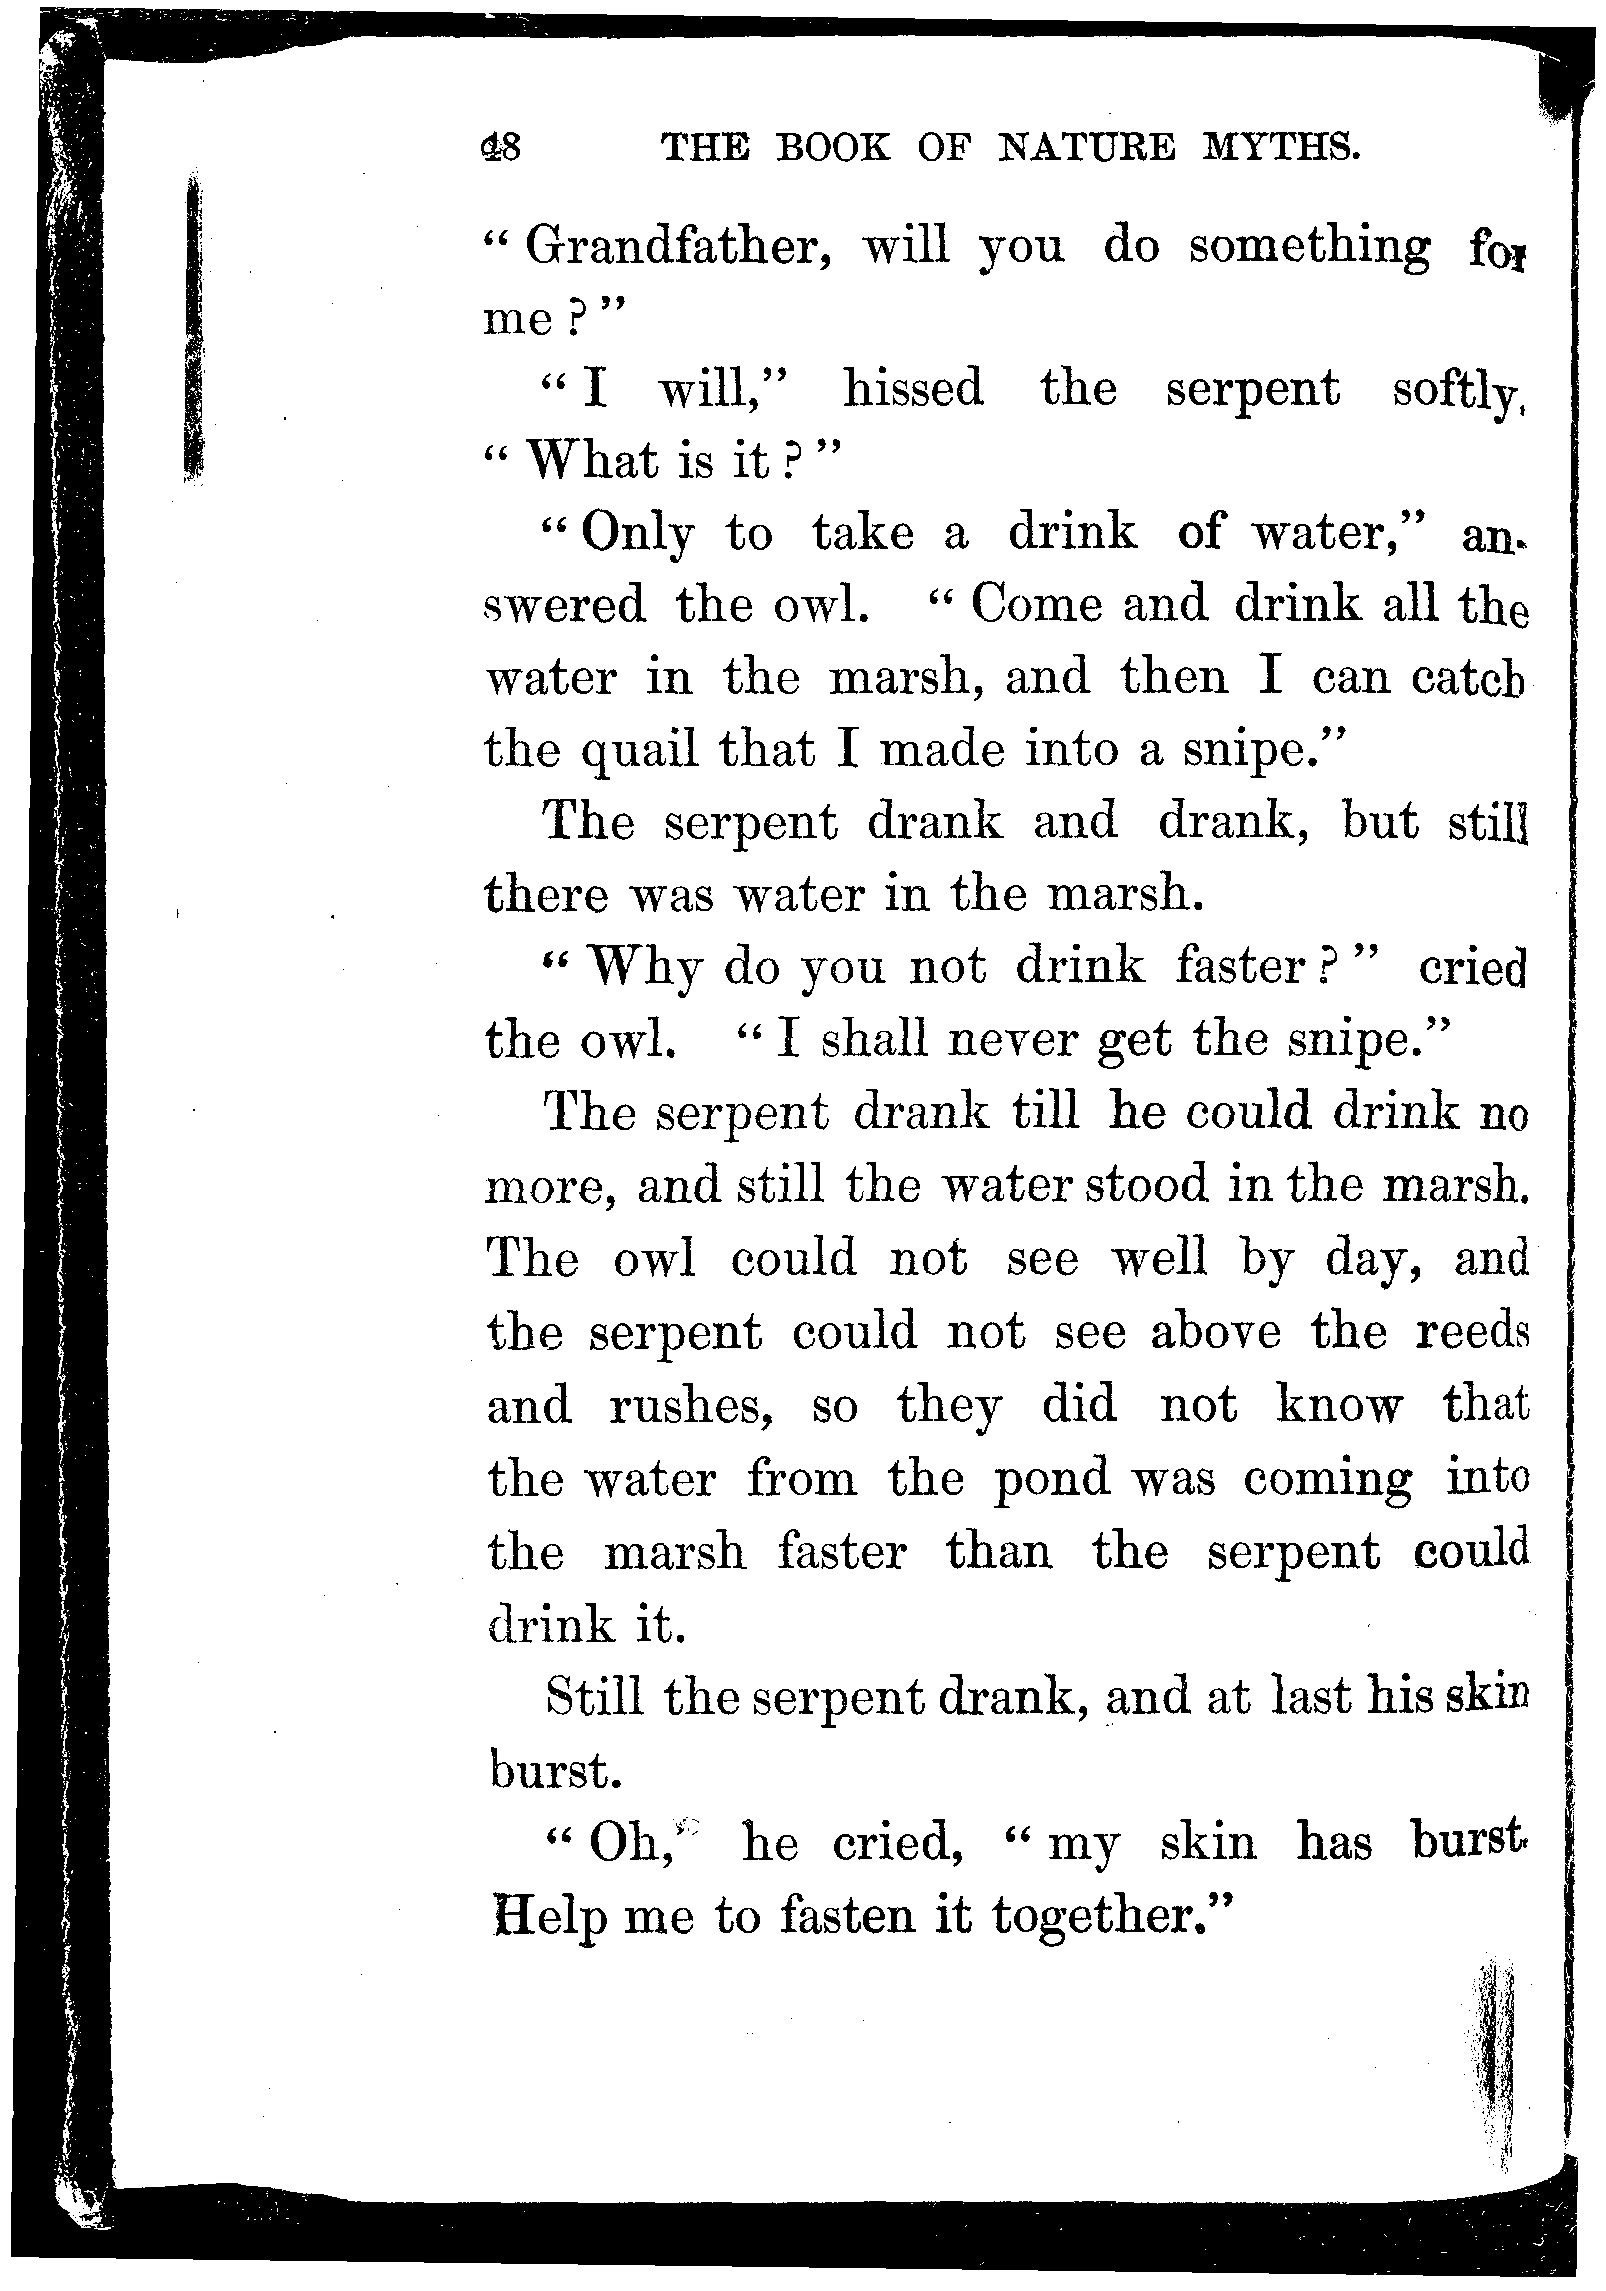 48 THE BOOK OF NATURE MYTHS.
“Grandfather, will you do something for
me?”
“I will,” hissed the serpent softly,
“What is it?”
“Only to take a drink of water,” an-
swered the owl. “Come and drink all the
water in the marsh, and then I can catch
the quail that I made into a snipe.”
The serpent drank and drank, but still
there was water in the marsh.
“Why do you not drink faster?” cried
the owl. “I shall never get the snipe.”
The serpent drank till he could drink no
more, and still the water stood in the marsh.
The owl could not see well by day, and
the serpent could not see above the reeds
and rushes, so they did not know that
the water from the pond was coming into
the marsh faster than the serpent could
drink it.
Still the serpent drank, and at last his skin
burst.
“Oh,” he cried, “my skin has burst.
Help me to fasten it together.”